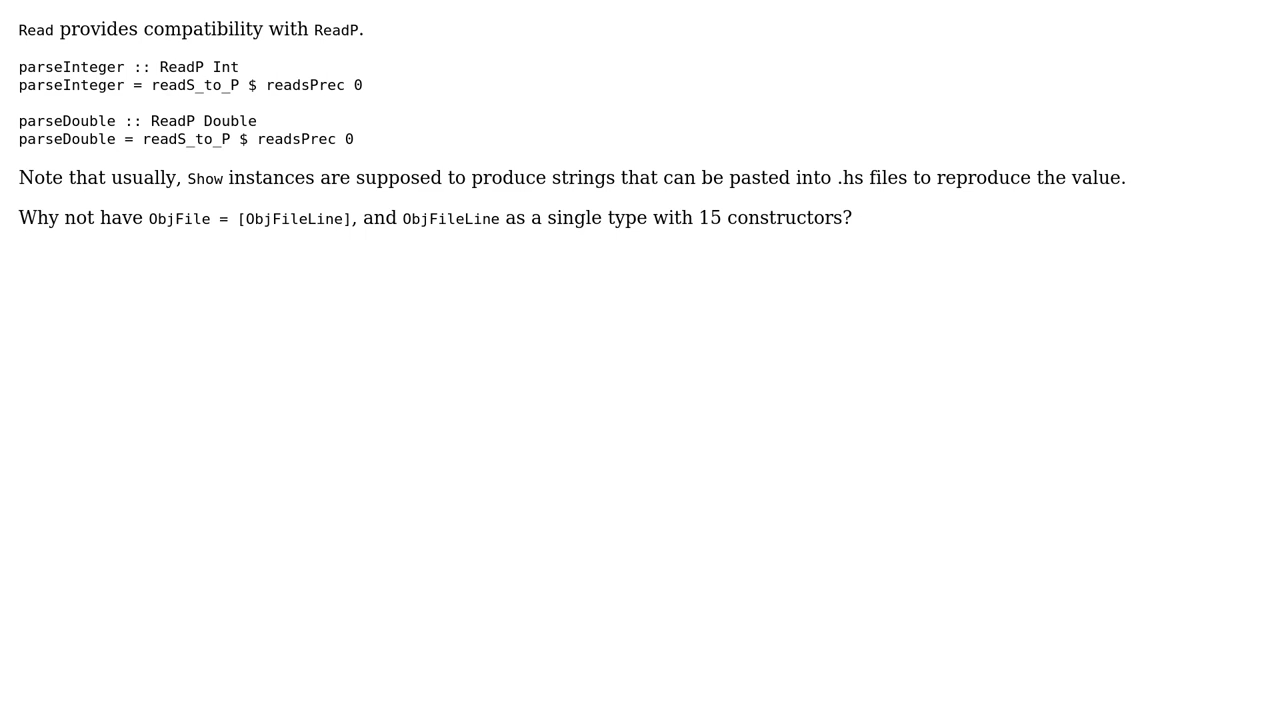 Read provides compatibility with ReadP.
parseInteger :: ReadP Int
parseInteger = readS_to_P $ readsPrec 0
parseDouble :: ReadP Double
parseDouble = readS_to_P $ readsPrec 0
Note that usually, Show instances are supposed to produce strings that can be pasted into .hs files to reproduce the value.
Why not have ObjFile = [ObjFileLine], and ObjFileLine as a single type with 15 constructors?